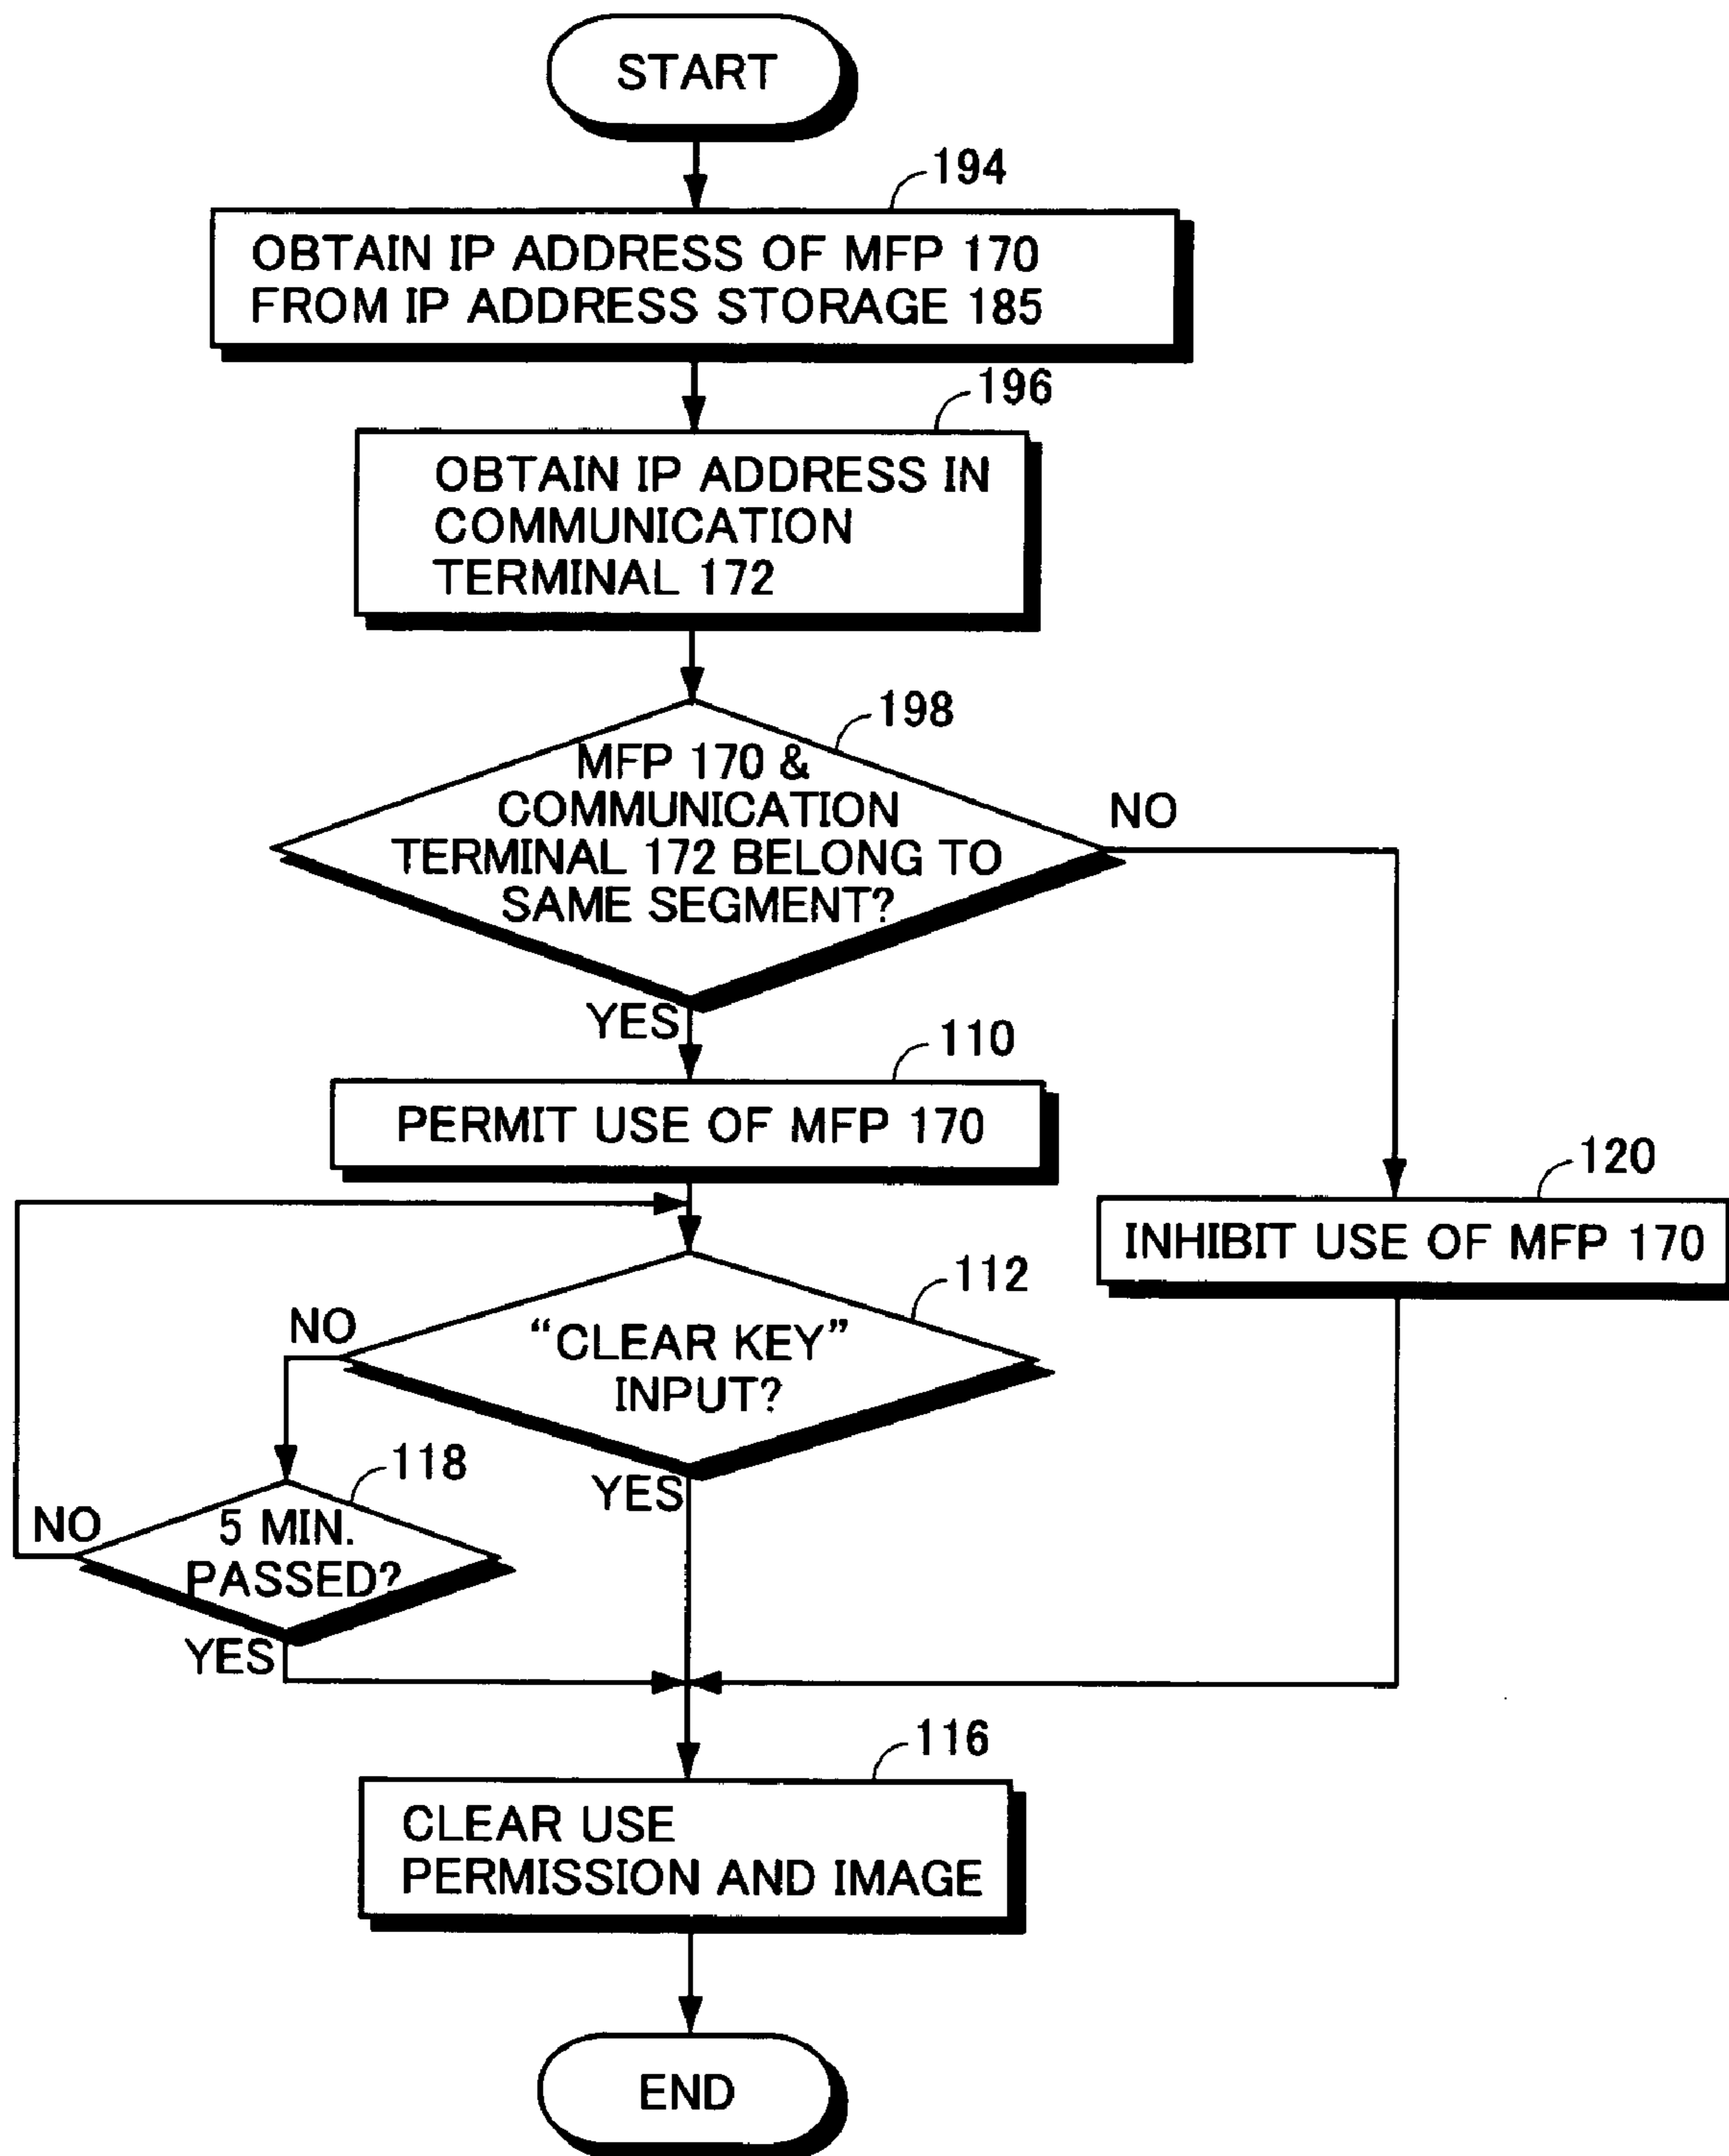 START
194
OBTAIN IP ADDRESS OF MFP 170
FROM IP ADDRESS STORAGE 185
196
OBTAIN IP ADDRESS IN
COMMUNICATION
TERMINAL 172
198
MFP 170 &
COMMUNICATION
TERMINAL 172 BELONG TO
SAME SEGMENT?
NO
YES
110
PERMIT USE OF MFP 170
120
INHIBIT USE OF MFP 170
112
NO
“CLEAR KEY”
INPUT?
YES
118
NO
5 MIN.
PASSED?
YES
116
CLEAR USE
PERMISSION AND IMAGE
END